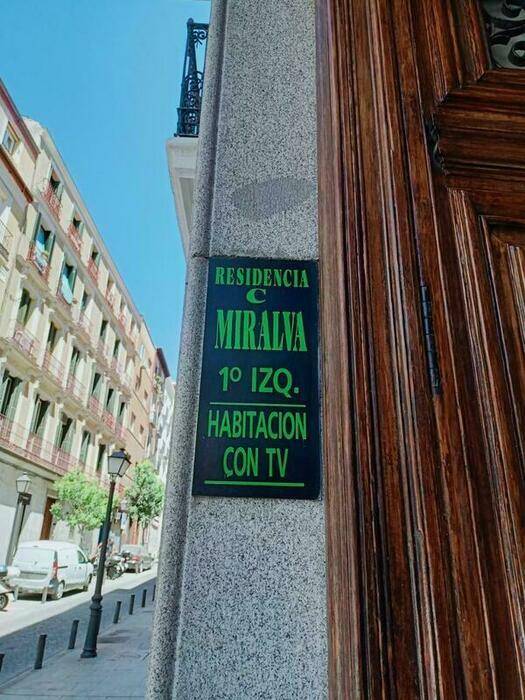 RESIDENCIA
C
MIRALVA
1º IZQ.
HABITACION
CON TV